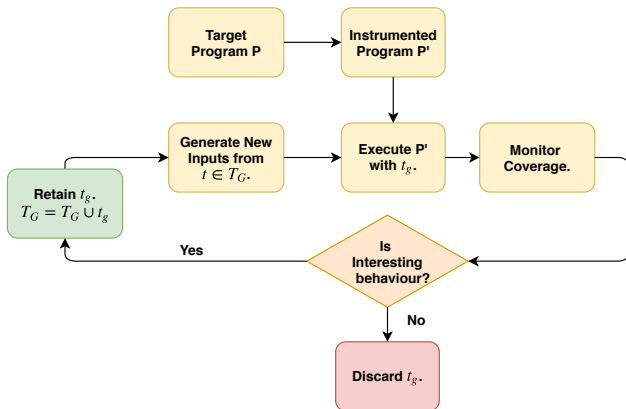 Target
Program P
Instrumented
Program P'
Generate New
Inputs from
t ∈ T_G.
Execute P'
with t_g.
Monitor
Coverage.
Retain t_g.
T_G = T_G ∪ t_g
Yes
Is
Interesting
behaviour?
No
Discard t_g.